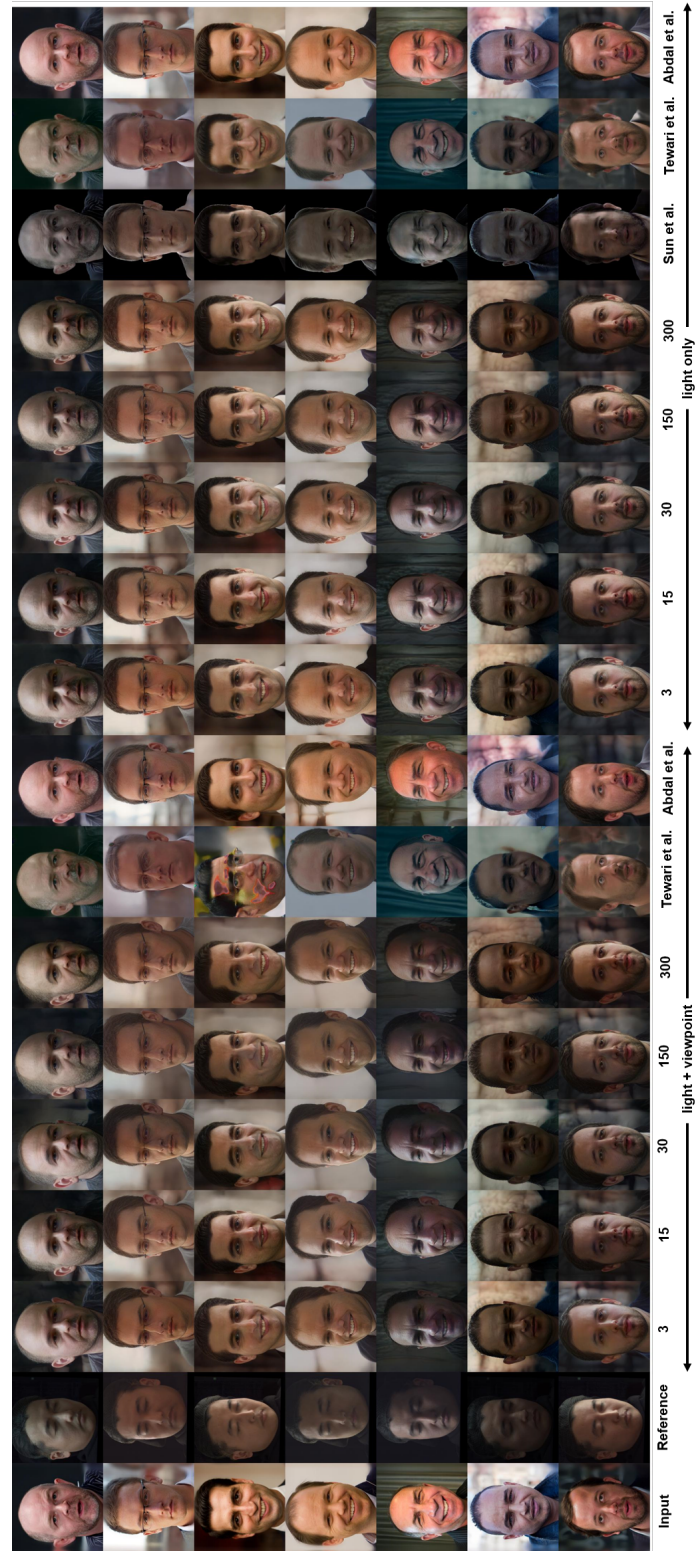 Input
Reference
3
15
30
150
300
Tewari et al.
Abdal et al.
3
15
30
150
300
Sun et al.
Tewari et al.
Abdal et al.
light + viewpoint
light only